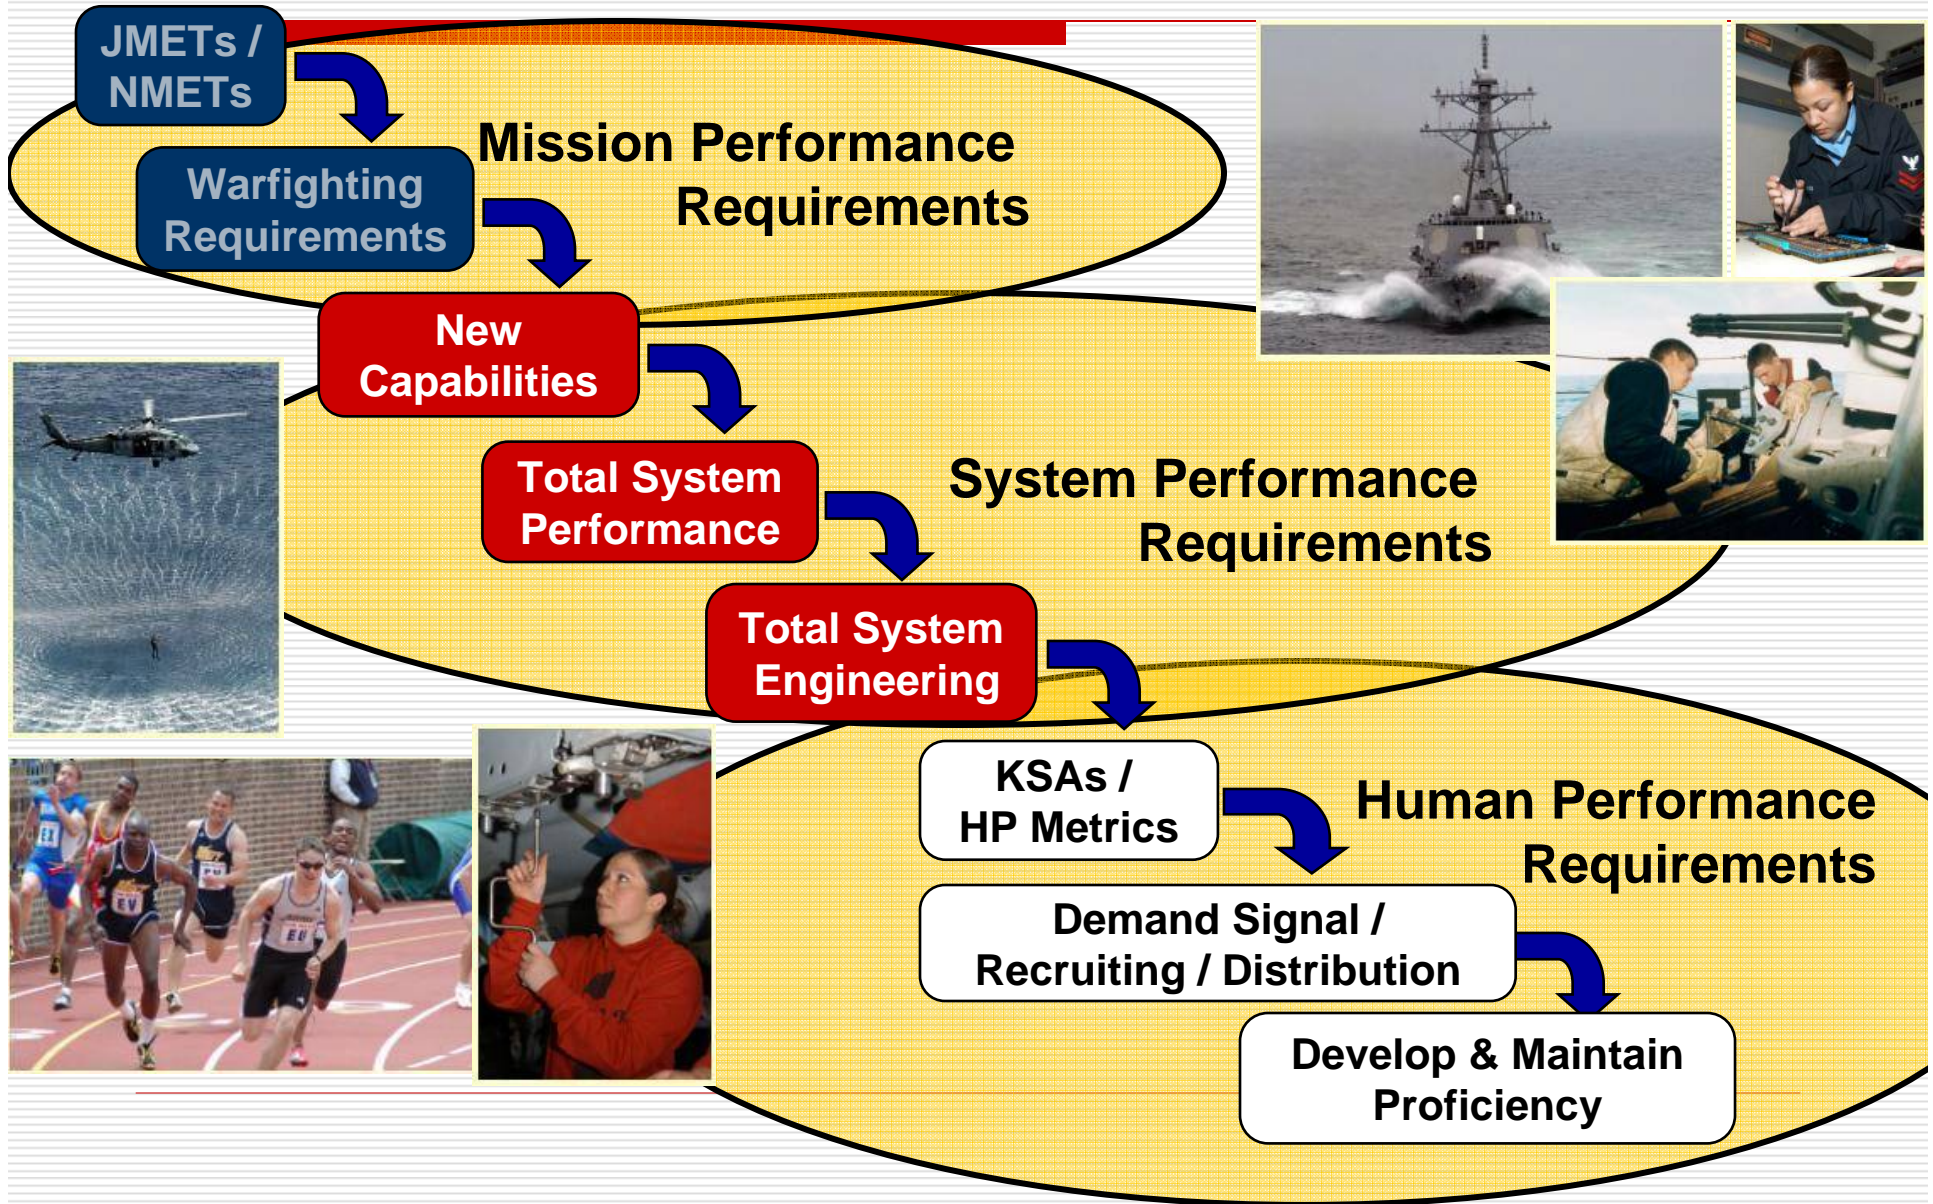 JMETs /
NMETs
Mission Performance
Requirements
Warfighting
Requirements
New
Capabilities
Total System
Performance
System Performance
Requirements
Total System
Engineering
KSAs /
HP Metrics
Human Performance
Requirements
Demand Signal /
Recruiting / Distribution
Develop & Maintain
Proficiency